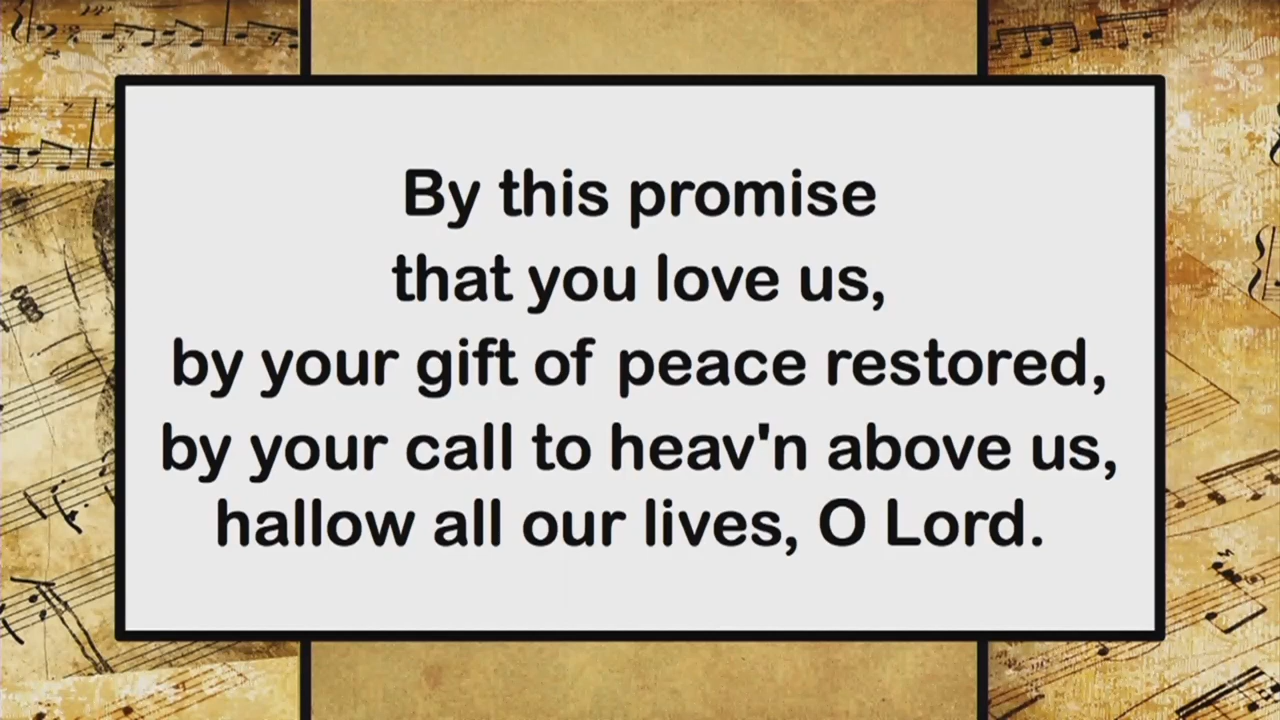 By this promise
that you love us,
by your gift of peace restored,
by your call to heav'n above us,
hallow all our lives, O Lord.